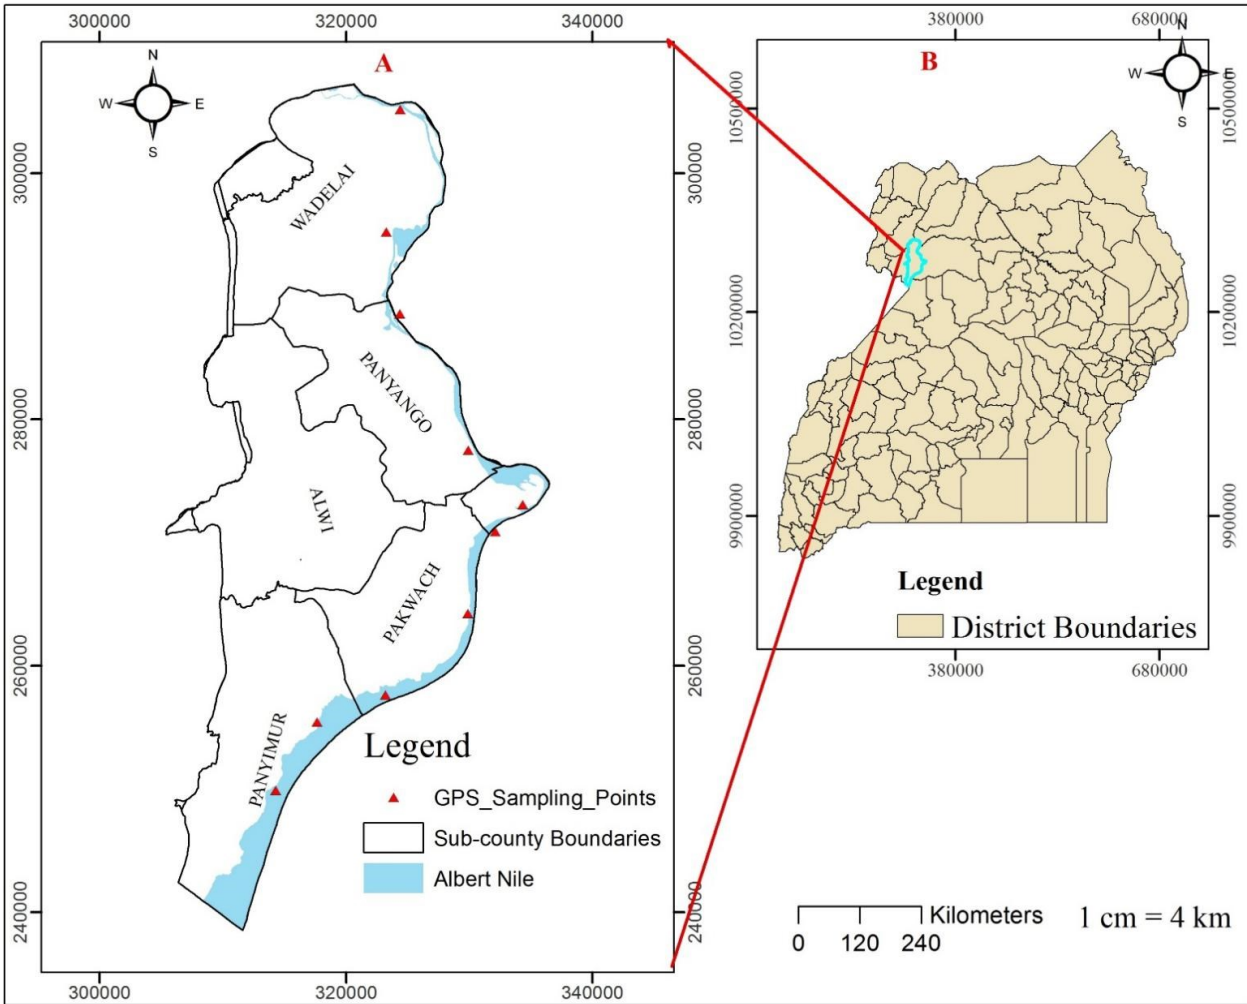 300000
320000
340000
A
N
W
E
S
300000
280000
260000
240000
WADELAI
PANYANGO
ALWI
PAKWACH
PANYIMUR
Legend
GPS_Sampling_Points
Sub-county Boundaries
Albert Nile
300000
280000
260000
240000
300000
320000
340000
380000
680000
B
N
W
E
S
10500000
10200000
9900000
10500000
10200000
9900000
Legend
District Boundaries
380000
680000
Kilometers
0 120 240
1 cm = 4 km